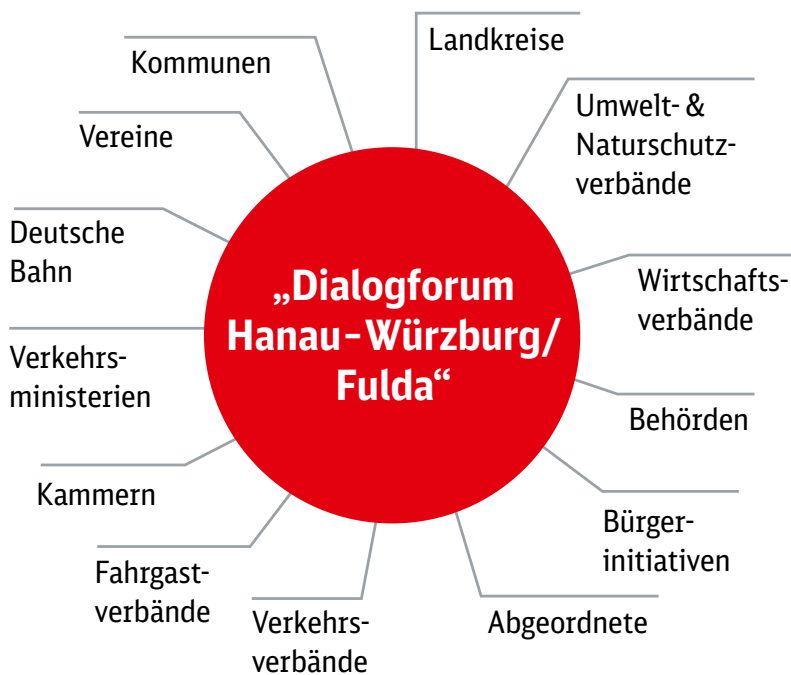 Landkreise
Kommunen
Umwelt- &
Naturschutz-
verbände
Vereine
Deutsche
Bahn
Wirtschafts-
verbände
„Dialogforum
Hanau–Würzburg/
Fulda“
Verkehrs-
ministerien
Behörden
Kammern
Bürger-
initiativen
Fahrgast-
verbände
Verkehrs-
verbände
Abgeordnete